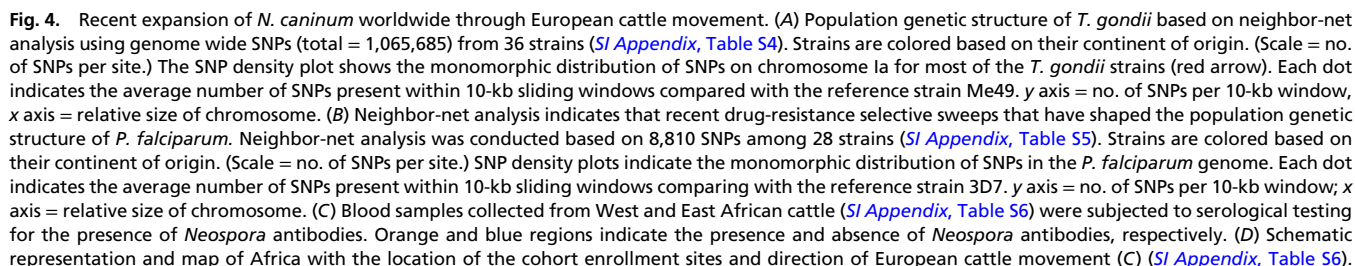 Fig. 4. Recent expansion of N. caninum worldwide through European cattle movement. (A) Population genetic structure of T. gondii based on neighbor-net
analysis using genome wide SNPs (total = 1,065,685) from 36 strains (SI Appendix, Table S4). Strains are colored based on their continent of origin. (Scale = no.
of SNPs per site.) The SNP density plot shows the monomorphic distribution of SNPs on chromosome Ia for most of the T. gondii strains (red arrow). Each dot
indicates the average number of SNPs present within 10-kb sliding windows compared with the reference strain Me49. y axis = no. of SNPs per 10-kb window,
x axis = relative size of chromosome. (B) Neighbor-net analysis indicates that recent drug-resistance selective sweeps that have shaped the population genetic
structure of P. falciparum. Neighbor-net analysis was conducted based on 8,810 SNPs among 28 strains (SI Appendix, Table S5). Strains are colored based on
their continent of origin. (Scale = no. of SNPs per site.) SNP density plots indicate the monomorphic distribution of SNPs in the P. falciparum genome. Each dot
indicates the average number of SNPs present within 10-kb sliding windows comparing with the reference strain 3D7. y axis = no. of SNPs per 10-kb window; x
axis = relative size of chromosome. (C) Blood samples collected from West and East African cattle (SI Appendix, Table S6) were subjected to serological testing
for the presence of Neospora antibodies. Orange and blue regions indicate the presence and absence of Neospora antibodies, respectively. (D) Schematic
representation and map of Africa with the location of the cohort enrollment sites and direction of European cattle movement (C) (SI Appendix, Table S6).